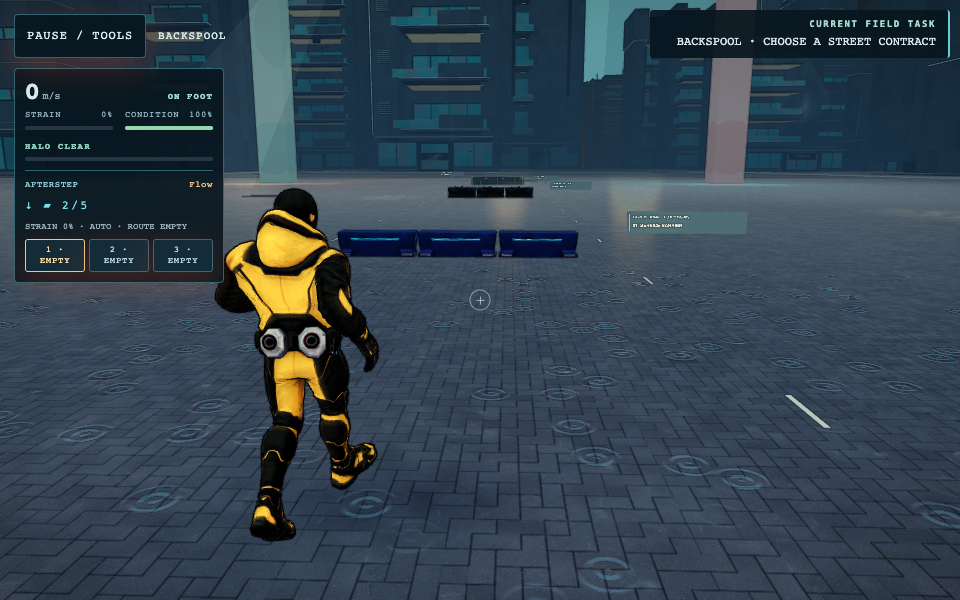 PAUSE / TOOLS
BACKSPOOL
CURRENT FIELD TASK
BACKSPOOL · CHOOSE A STREET CONTRACT
0 m/s
ON FOOT
STRAIN 0%
CONDITION 100%
HALO CLEAR
AFTERSTEP
Flow
↓ ▰ 2/5
STRAIN 0% · AUTO · ROUTE EMPTY
1 · EMPTY
2 · EMPTY
3 · EMPTY